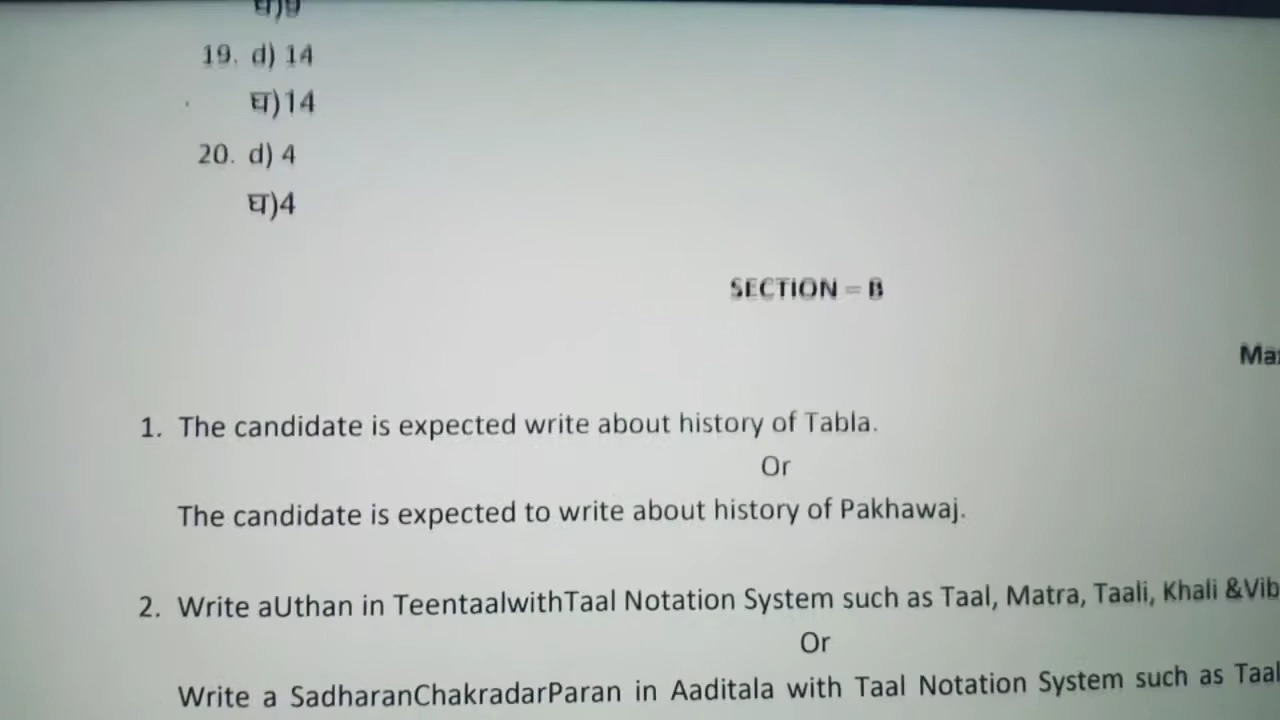 घ)9
19. d) 14
घ)14
20. d) 4
घ)4
SECTION – B
1. The candidate is expected write about history of Tabla.
Or
The candidate is expected to write about history of Pakhawaj.
2. Write aUthan in TeentaalwithTaal Notation System such as Taal, Matra, Taali, Khali &Vib
Or
Write a SadharanChakradarParan in Aaditala with Taal Notation System such as Taal